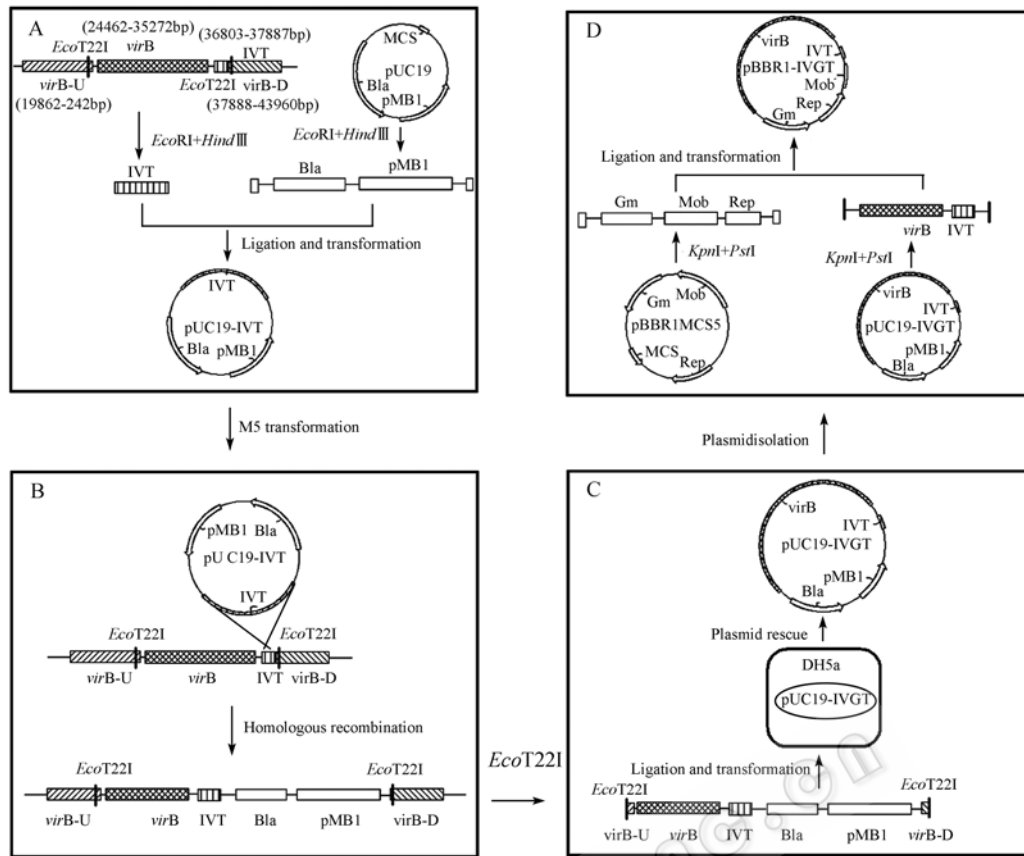 A
(24462-35272bp)
(36803-37887bp)
EcoT22I
virB
IVT
EcoT22I
virB-U
virB-D
(19862-242bp)
(37888-43960bp)
MCS
pUC19
Bla
pMB1
EcoRI+HindⅢ
EcoRI+HindⅢ
IVT
Bla
pMB1
Ligation and transformation
IVT
pUC19-IVT
Bla
pMB1
M5 transformation
B
pMB1
Bla
pU C19-IVT
IVT
EcoT22I
EcoT22I
virB-U
virB
IVT
virB-D
Homologous recombination
EcoT22I
EcoT22I
virB-U
virB
IVT
Bla
pMB1
virB-D
EcoT22I
D
virB
IVT
pBBR1-IVGT
Mob
Rep
Gm
Ligation and transformation
Gm
Mob
Rep
virB
IVT
KpnI+PstI
KpnI+PstI
Gm
Mob
pBBR1MCS5
MCS
Rep
virB
IVT
pUC19-IVGT
pMB1
Bla
Plasmidisolation
C
virB
IVT
pUC19-IVGT
pMB1
Bla
Plasmid rescue
DH5a
pUC19-IVGT
Ligation and transformation
EcoT22I
EcoT22I
virB-U
virB
IVT
Bla
pMB1
virB-D